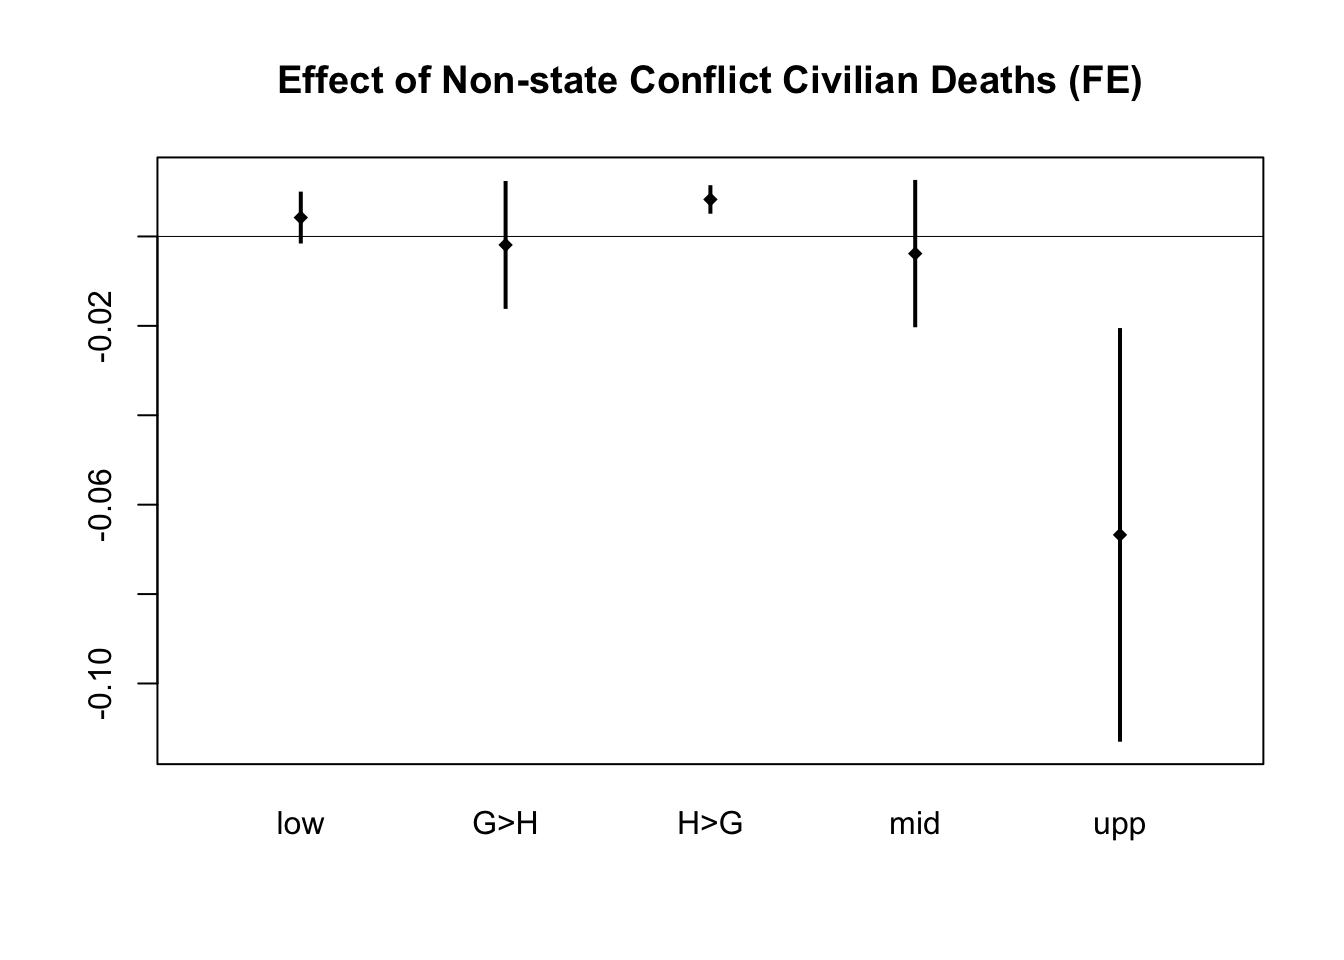 Effect of Non-state Conflict Civilian Deaths (FE)
-0.02
-0.06
-0.10
low G>H H>G mid upp